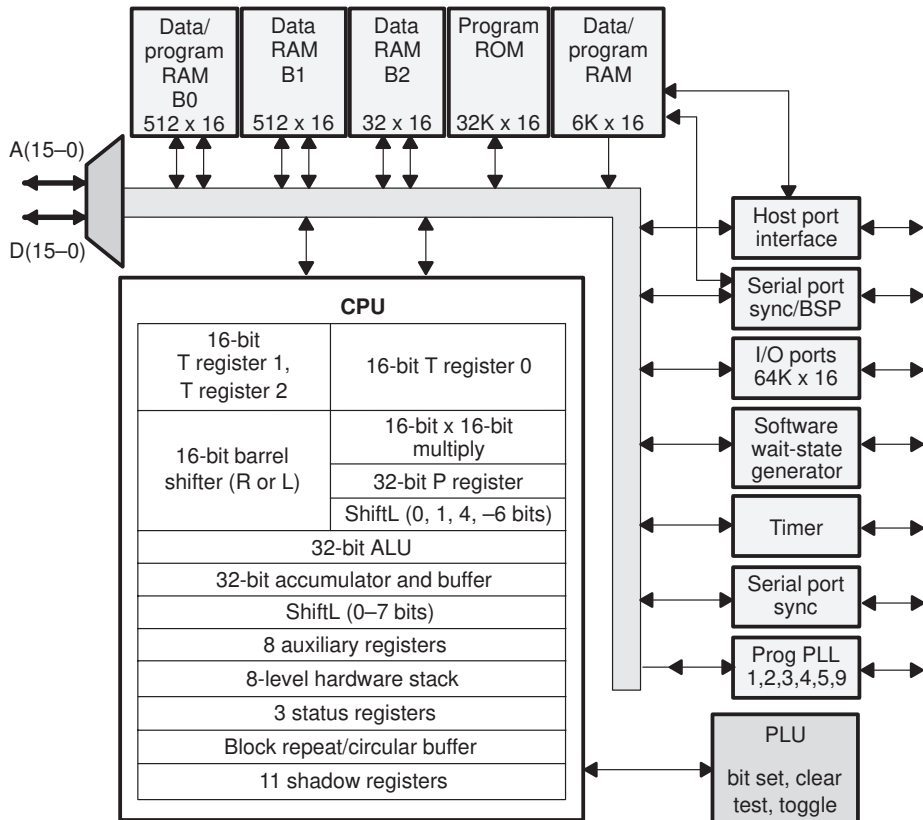 Data/
program
RAM
B0
512 x 16
Data
RAM
B1
512 x 16
Data
RAM
B2
32 x 16
Program
ROM
32K x 16
Data/
program
RAM
6K x 16
A(15–0)
D(15–0)
Host port
interface
Serial port
sync/BSP
I/O ports
64K x 16
Software
wait-state
generator
Timer
Serial port
sync
Prog PLL
1,2,3,4,5,9
CPU
16-bit
T register 1,
T register 2
16-bit T register 0
16-bit barrel
shifter (R or L)
16-bit x 16-bit
multiply
32-bit P register
ShiftL (0, 1, 4, –6 bits)
32-bit ALU
32-bit accumulator and buffer
ShiftL (0–7 bits)
8 auxiliary registers
8-level hardware stack
3 status registers
Block repeat/circular buffer
11 shadow registers
PLU
bit set, clear
test, toggle